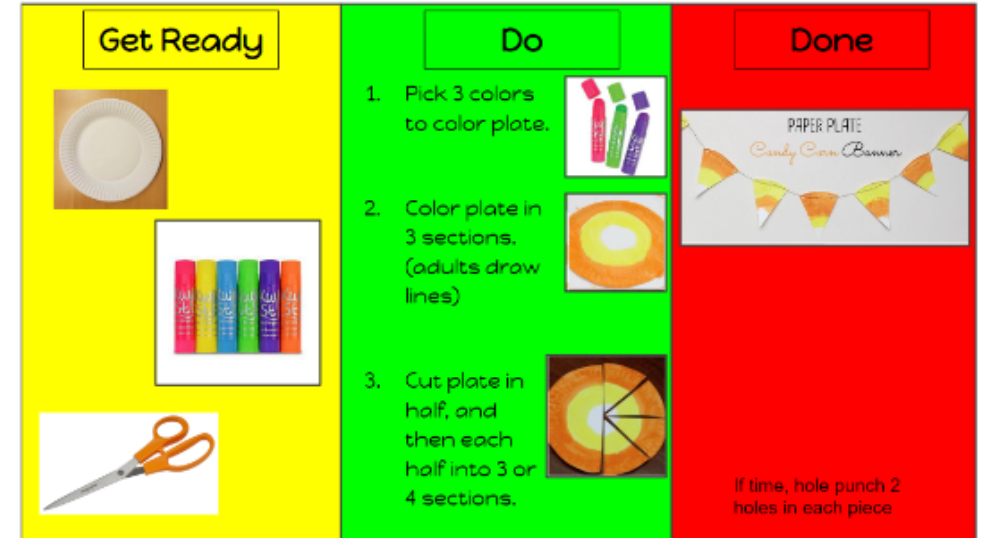 Get Ready
Do
1. Pick 3 colors
to color plate.
2. Color plate in
3 sections.
(adults draw
lines)
3. Cut plate in
half, and
then each
half into 3 or
4 sections.
Done
PAPER PLATE
Candy Corn Banner
If time, hole punch 2
holes in each piece